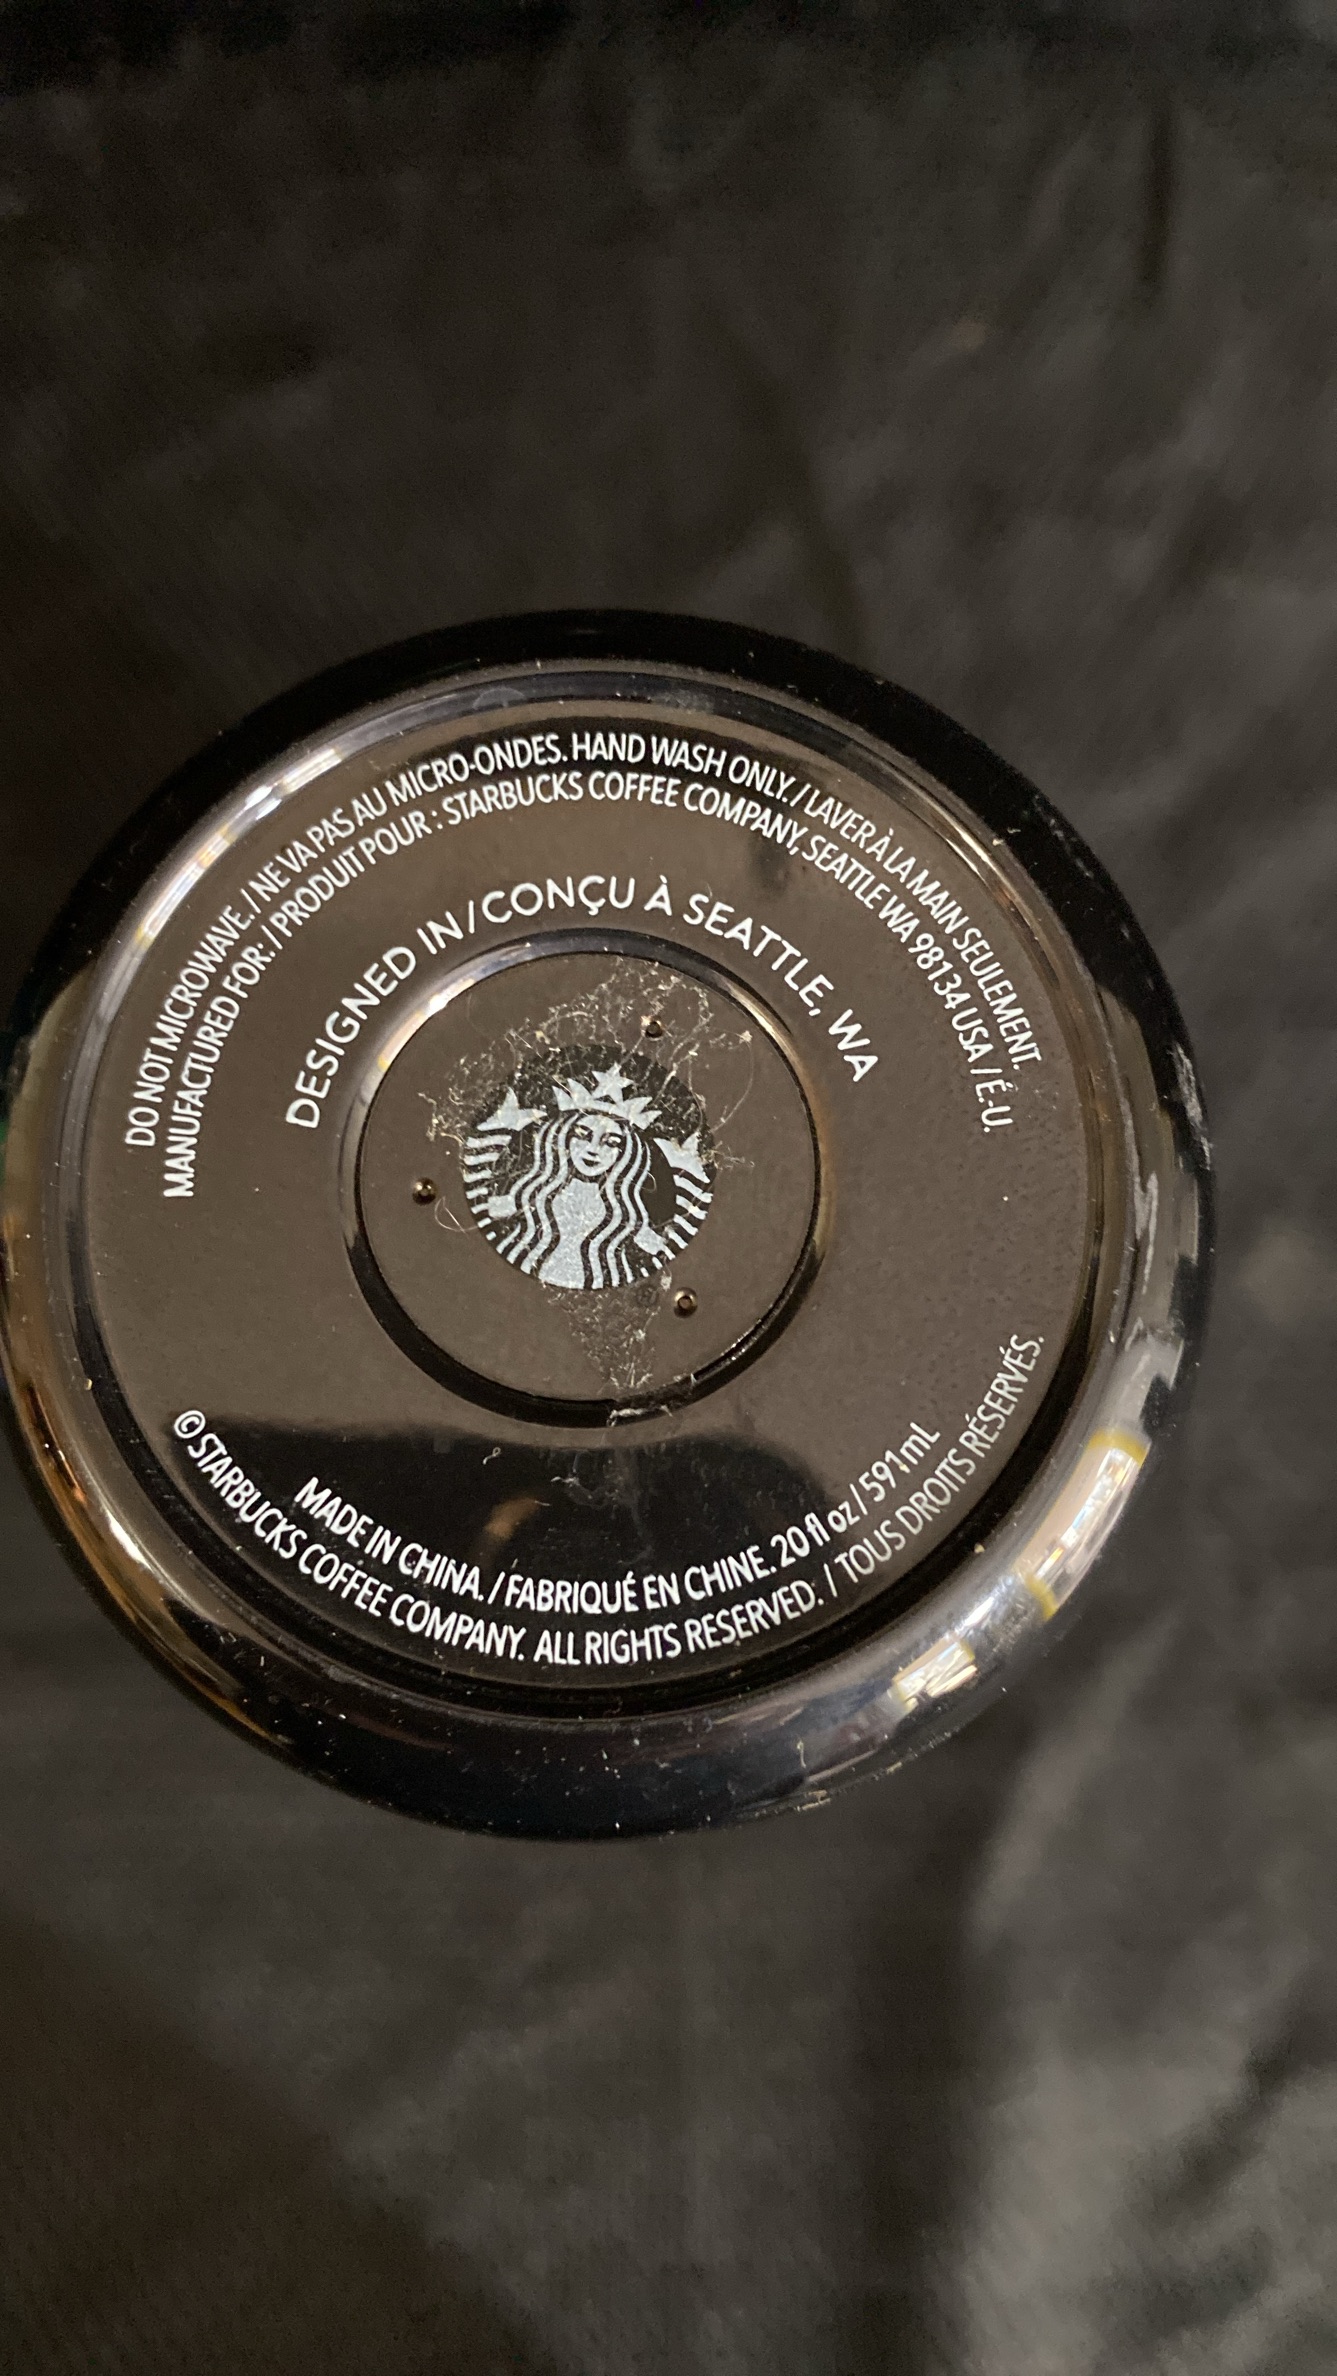 DO NOT MICROWAVE. / NE VA PAS AU MICRO-ONDES. HAND WASH ONLY. / LAVER À LA MAIN SEULEMENT.
MANUFACTURED FOR: / PRODUIT POUR : STARBUCKS COFFEE COMPANY, SEATTLE WA 98134 USA / É.-U.
DESIGNED IN / CONÇU À SEATTLE, WA
®
MADE IN CHINA. / FABRIQUÉ EN CHINE. 20 fl oz / 591 mL
© STARBUCKS COFFEE COMPANY. ALL RIGHTS RESERVED. / TOUS DROITS RÉSERVÉS.